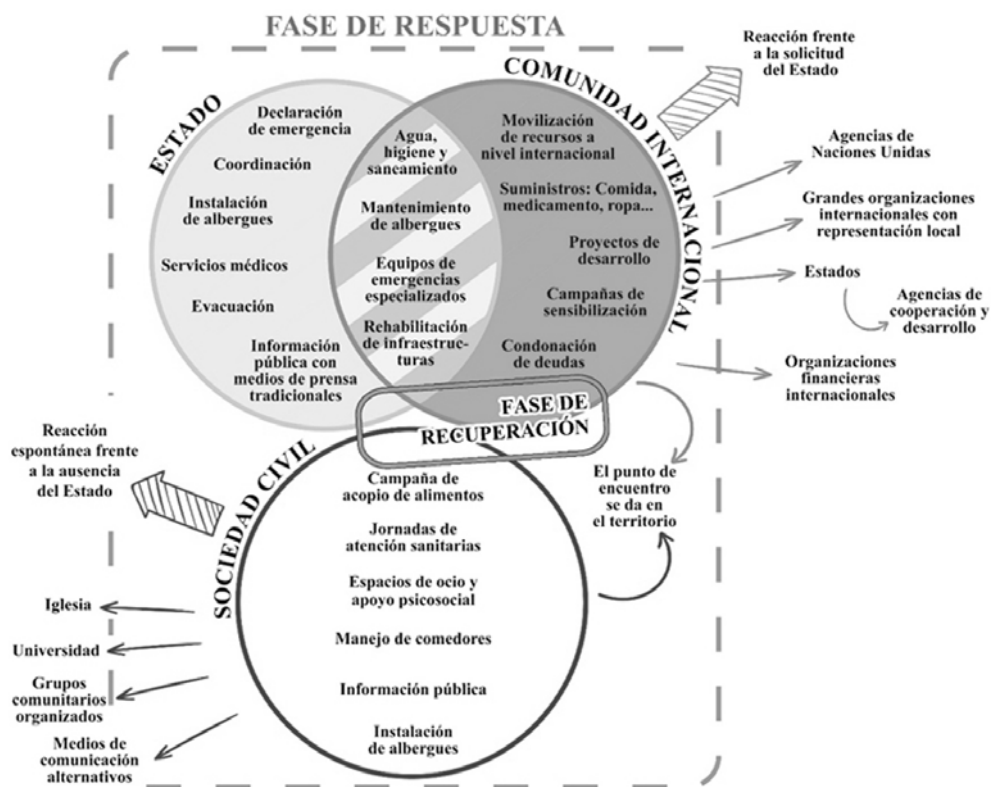 FASE DE RESPUESTA
ESTADO
Declaración
de emergencia
Coordinación
Instalación
de albergues
Servicios médicos
Evacuación
Información
pública con
medios de prensa
tradicionales
Agua,
higiene y
saneamiento
Mantenimiento
de albergues
Equipos de
emergencias
especializados
Rehabilitación
de infraestruc-
turas
COMUNIDAD INTERNACIONAL
Movilización
de recursos a
nivel internacional
Suministros: Comida,
medicamento, ropa...
Proyectos de
desarrollo
Campañas de
sensibilización
Condonación
de deudas
Reacción frente
a la solicitud
del Estado
Agencias de
Naciones Unidas
Grandes organizaciones
internacionales con
representación local
Estados
Agencias de
cooperación y
desarrollo
Organizaciones
financieras
internacionales
FASE DE
RECUPERACIÓN
El punto de
encuentro
se da en
el territorio
Reacción
espontánea frente
a la ausencia
del Estado
SOCIEDAD CIVIL
Campaña de
acopio de alimentos
Jornadas de
atención sanitarias
Espacios de ocio y
apoyo psicosocial
Manejo de comedores
Información pública
Instalación
de albergues
Iglesia
Universidad
Grupos
comunitarios
organizados
Medios de
comunicación
alternativos